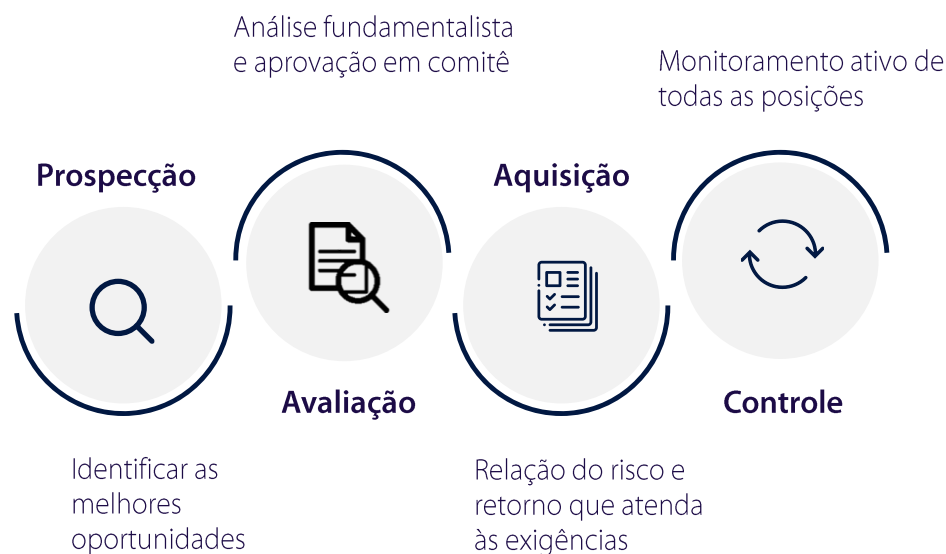 Análise fundamentalista
e aprovação em comitê
Monitoramento ativo de
todas as posições
Prospecção
Aquisição
Avaliação
Controle
Identificar as
melhores
oportunidades
Relação do risco e
retorno que atenda
às exigências